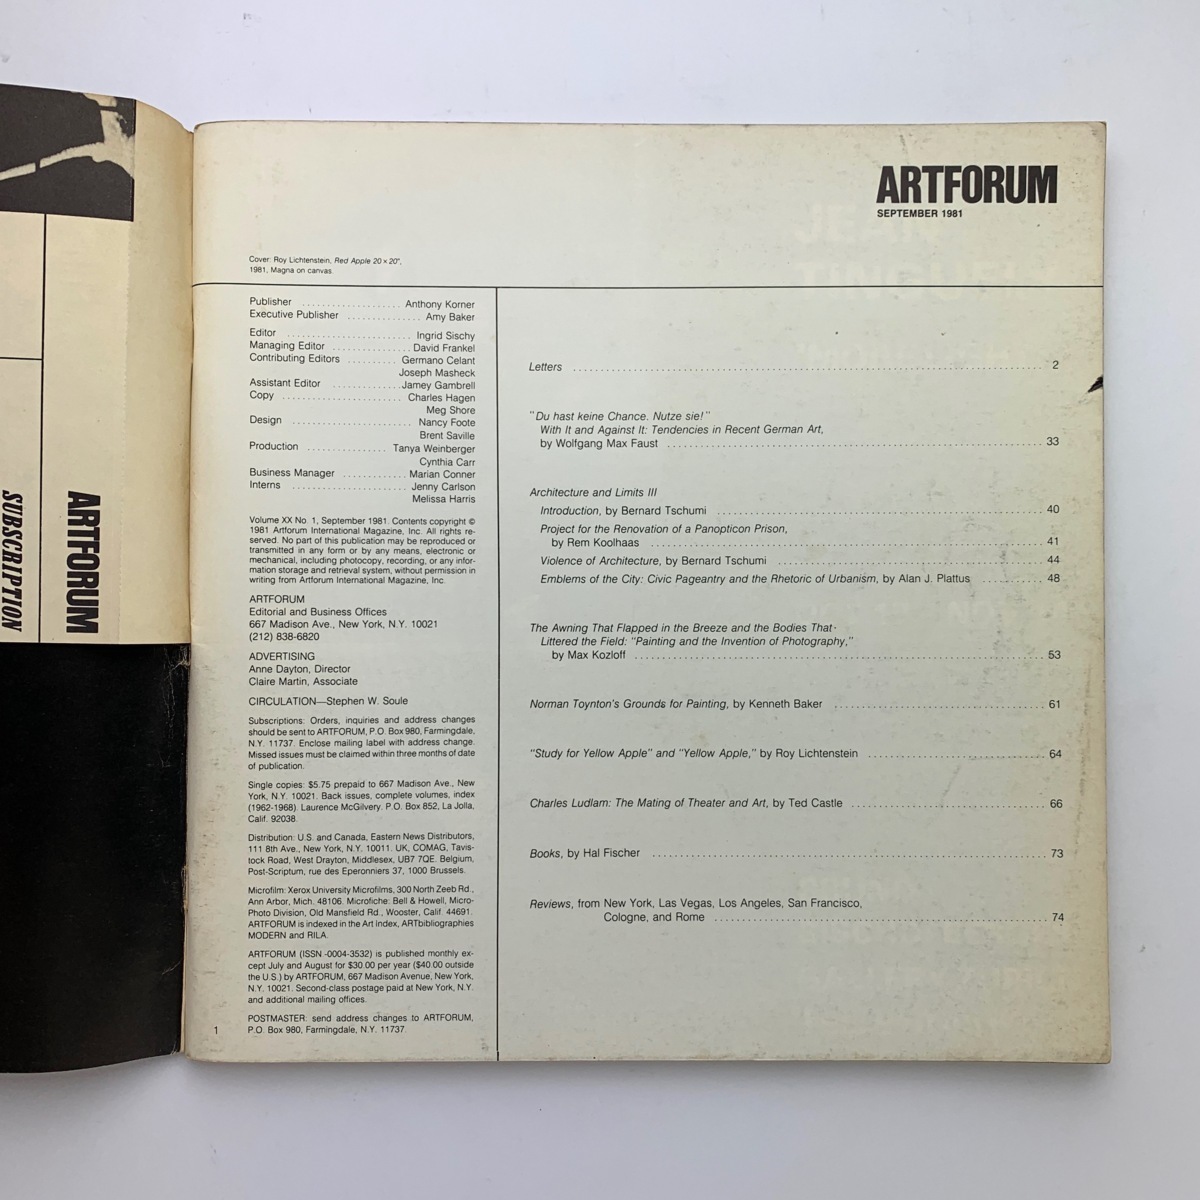 ARTFORUM
SUBSCRIPTION
ARTFORUM
SEPTEMBER 1981
Cover: Roy Lichtenstein, Red Apple 20 × 20",
1981, Magna on canvas.
Publisher .................... Anthony Korner
Executive Publisher ............... Amy Baker
Editor ............................ Ingrid Sischy
Managing Editor ................ David Frankel
Contributing Editors .......... Germano Celant
Joseph Masheck
Assistant Editor .............. Jamey Gambrell
Copy ......................... Charles Hagen
Meg Shore
Design ........................ Nancy Foote
Brent Saville
Production ................ Tanya Weinberger
Cynthia Carr
Business Manager ............. Marian Conner
Interns ........................ Jenny Carlson
Melissa Harris
Volume XX No. 1, September 1981. Contents copyright ©
1981 Artforum International Magazine, Inc. All rights re-
served. No part of this publication may be reproduced or
transmitted in any form or by any means, electronic or
mechanical, including photocopy, recording, or any infor-
mation storage and retrieval system, without permission in
writing from Artforum International Magazine, Inc.
ARTFORUM
Editorial and Business Offices
667 Madison Ave., New York, N.Y. 10021
(212) 838-6820
ADVERTISING
Anne Dayton, Director
Claire Martin, Associate
CIRCULATION—Stephen W. Soule
Subscriptions: Orders, inquiries and address changes
should be sent to ARTFORUM, P.O. Box 980, Farmingdale,
N.Y. 11737. Enclose mailing label with address change.
Missed issues must be claimed within three months of date
of publication.
Single copies: $5.75 prepaid to 667 Madison Ave., New
York, N.Y. 10021. Back issues, complete volumes, index
(1962-1968). Laurence McGilvery. P.O. Box 852, La Jolla,
Calif. 92038.
Distribution: U.S. and Canada, Eastern News Distributors,
111 8th Ave., New York, N.Y. 10011. UK, COMAG, Tavis-
tock Road, West Drayton, Middlesex, UB7 7QE. Belgium,
Post-Scriptum, rue des Eperonniers 37, 1000 Brussels.
Microfilm: Xerox University Microfilms, 300 North Zeeb Rd.,
Ann Arbor, Mich. 48106. Microfiche: Bell & Howell, Micro-
Photo Division, Old Mansfield Rd., Wooster, Calif. 44691.
ARTFORUM is indexed in the Art Index, ARTbibliographies
MODERN and RILA.
ARTFORUM (ISSN -0004-3532) is published monthly ex-
cept July and August for $30.00 per year ($40.00 outside
the U.S.) by ARTFORUM, 667 Madison Avenue, New York,
N.Y. 10021. Second-class postage paid at New York, N.Y.
and additional mailing offices.
POSTMASTER: send address changes to ARTFORUM,
P.O. Box 980, Farmingdale, N.Y. 11737.
1
Letters .................... 2
"Du hast keine Chance. Nutze sie!"
With It and Against It: Tendencies in Recent German Art,
by Wolfgang Max Faust .................... 33
Architecture and Limits III
Introduction, by Bernard Tschumi .................... 40
Project for the Renovation of a Panopticon Prison,
by Rem Koolhaas .................... 41
Violence of Architecture, by Bernard Tschumi .................... 44
Emblems of the City: Civic Pageantry and the Rhetoric of Urbanism, by Alan J. Plattus .......... 48
The Awning That Flapped in the Breeze and the Bodies That
Littered the Field: "Painting and the Invention of Photography,"
by Max Kozloff .................... 53
Norman Toynton's Grounds for Painting, by Kenneth Baker .................... 61
"Study for Yellow Apple" and "Yellow Apple," by Roy Lichtenstein .................... 64
Charles Ludlam: The Mating of Theater and Art, by Ted Castle .................... 66
Books, by Hal Fischer .................... 73
Reviews, from New York, Las Vegas, Los Angeles, San Francisco,
Cologne, and Rome .................... 74